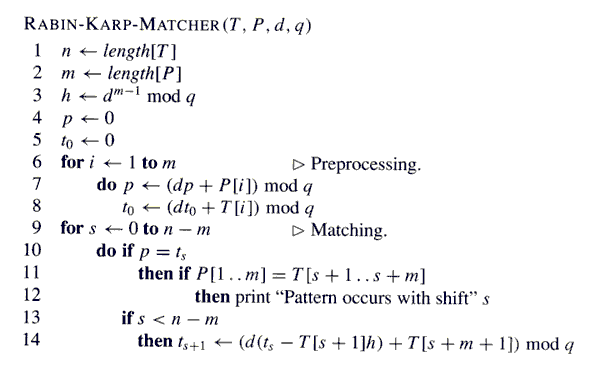 RABIN-KARP-MATCHER(T, P, d, q)
1 n ← length[T]
2 m ← length[P]
3 h ← d^{m−1} mod q
4 p ← 0
5 t₀ ← 0
6 for i ← 1 to m ▷ Preprocessing.
7 do p ← (dp + P[i]) mod q
8 t₀ ← (dt₀ + T[i]) mod q
9 for s ← 0 to n − m ▷ Matching.
10 do if p = tₛ
11 then if P[1 . . m] = T[s + 1 . . s + m]
12 then print “Pattern occurs with shift” s
13 if s < n − m
14 then tₛ₊₁ ← (d(tₛ − T[s + 1]h) + T[s + m + 1]) mod q